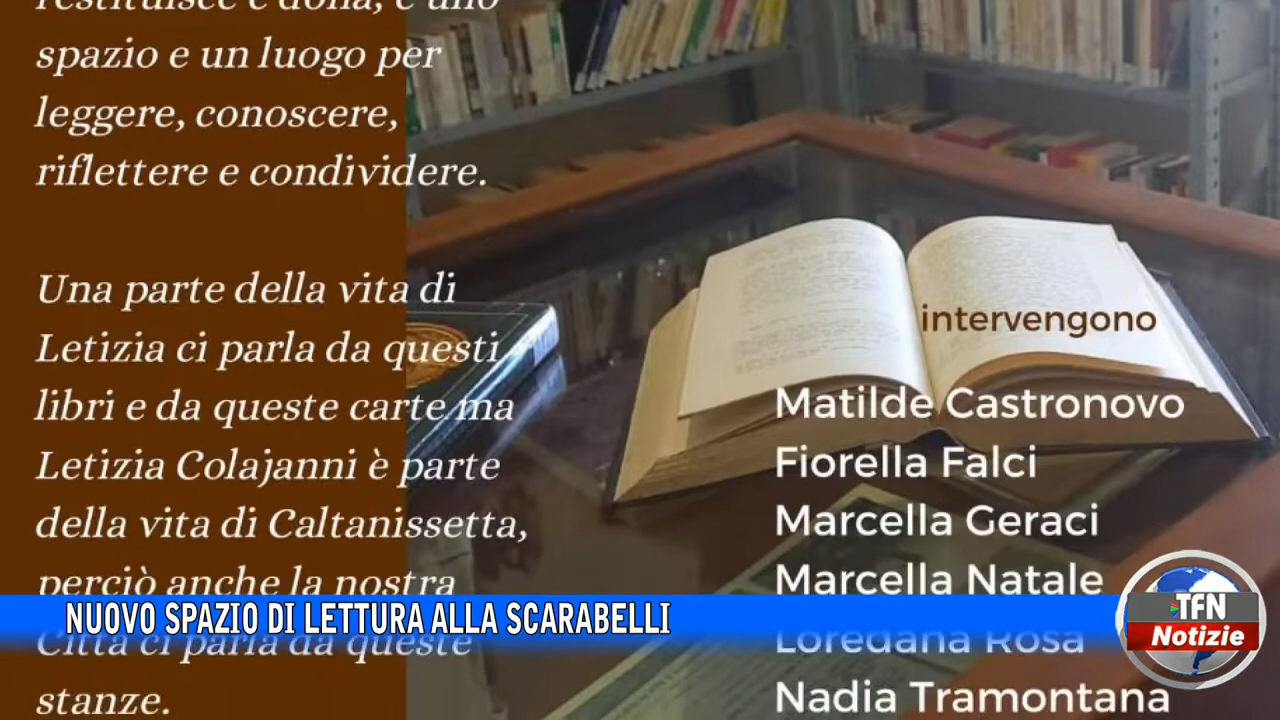 restituisce e dona, è uno
spazio e un luogo per
leggere, conoscere,
riflettere e condividere.
Una parte della vita di
Letizia ci parla da questi
libri e da queste carte ma
Letizia Colajanni è parte
della vita di Caltanissetta,
perciò anche la nostra
Città ci parla da queste
stanze.
intervengono
Matilde Castronovo
Fiorella Falci
Marcella Geraci
Marcella Natale
Loredana Rosa
Nadia Tramontana
NUOVO SPAZIO DI LETTURA ALLA SCARABELLI
TFN
Notizie